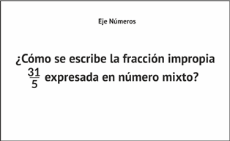 Eje Números
¿Cómo se escribe la fracción impropia
31/5 expresada en número mixto?